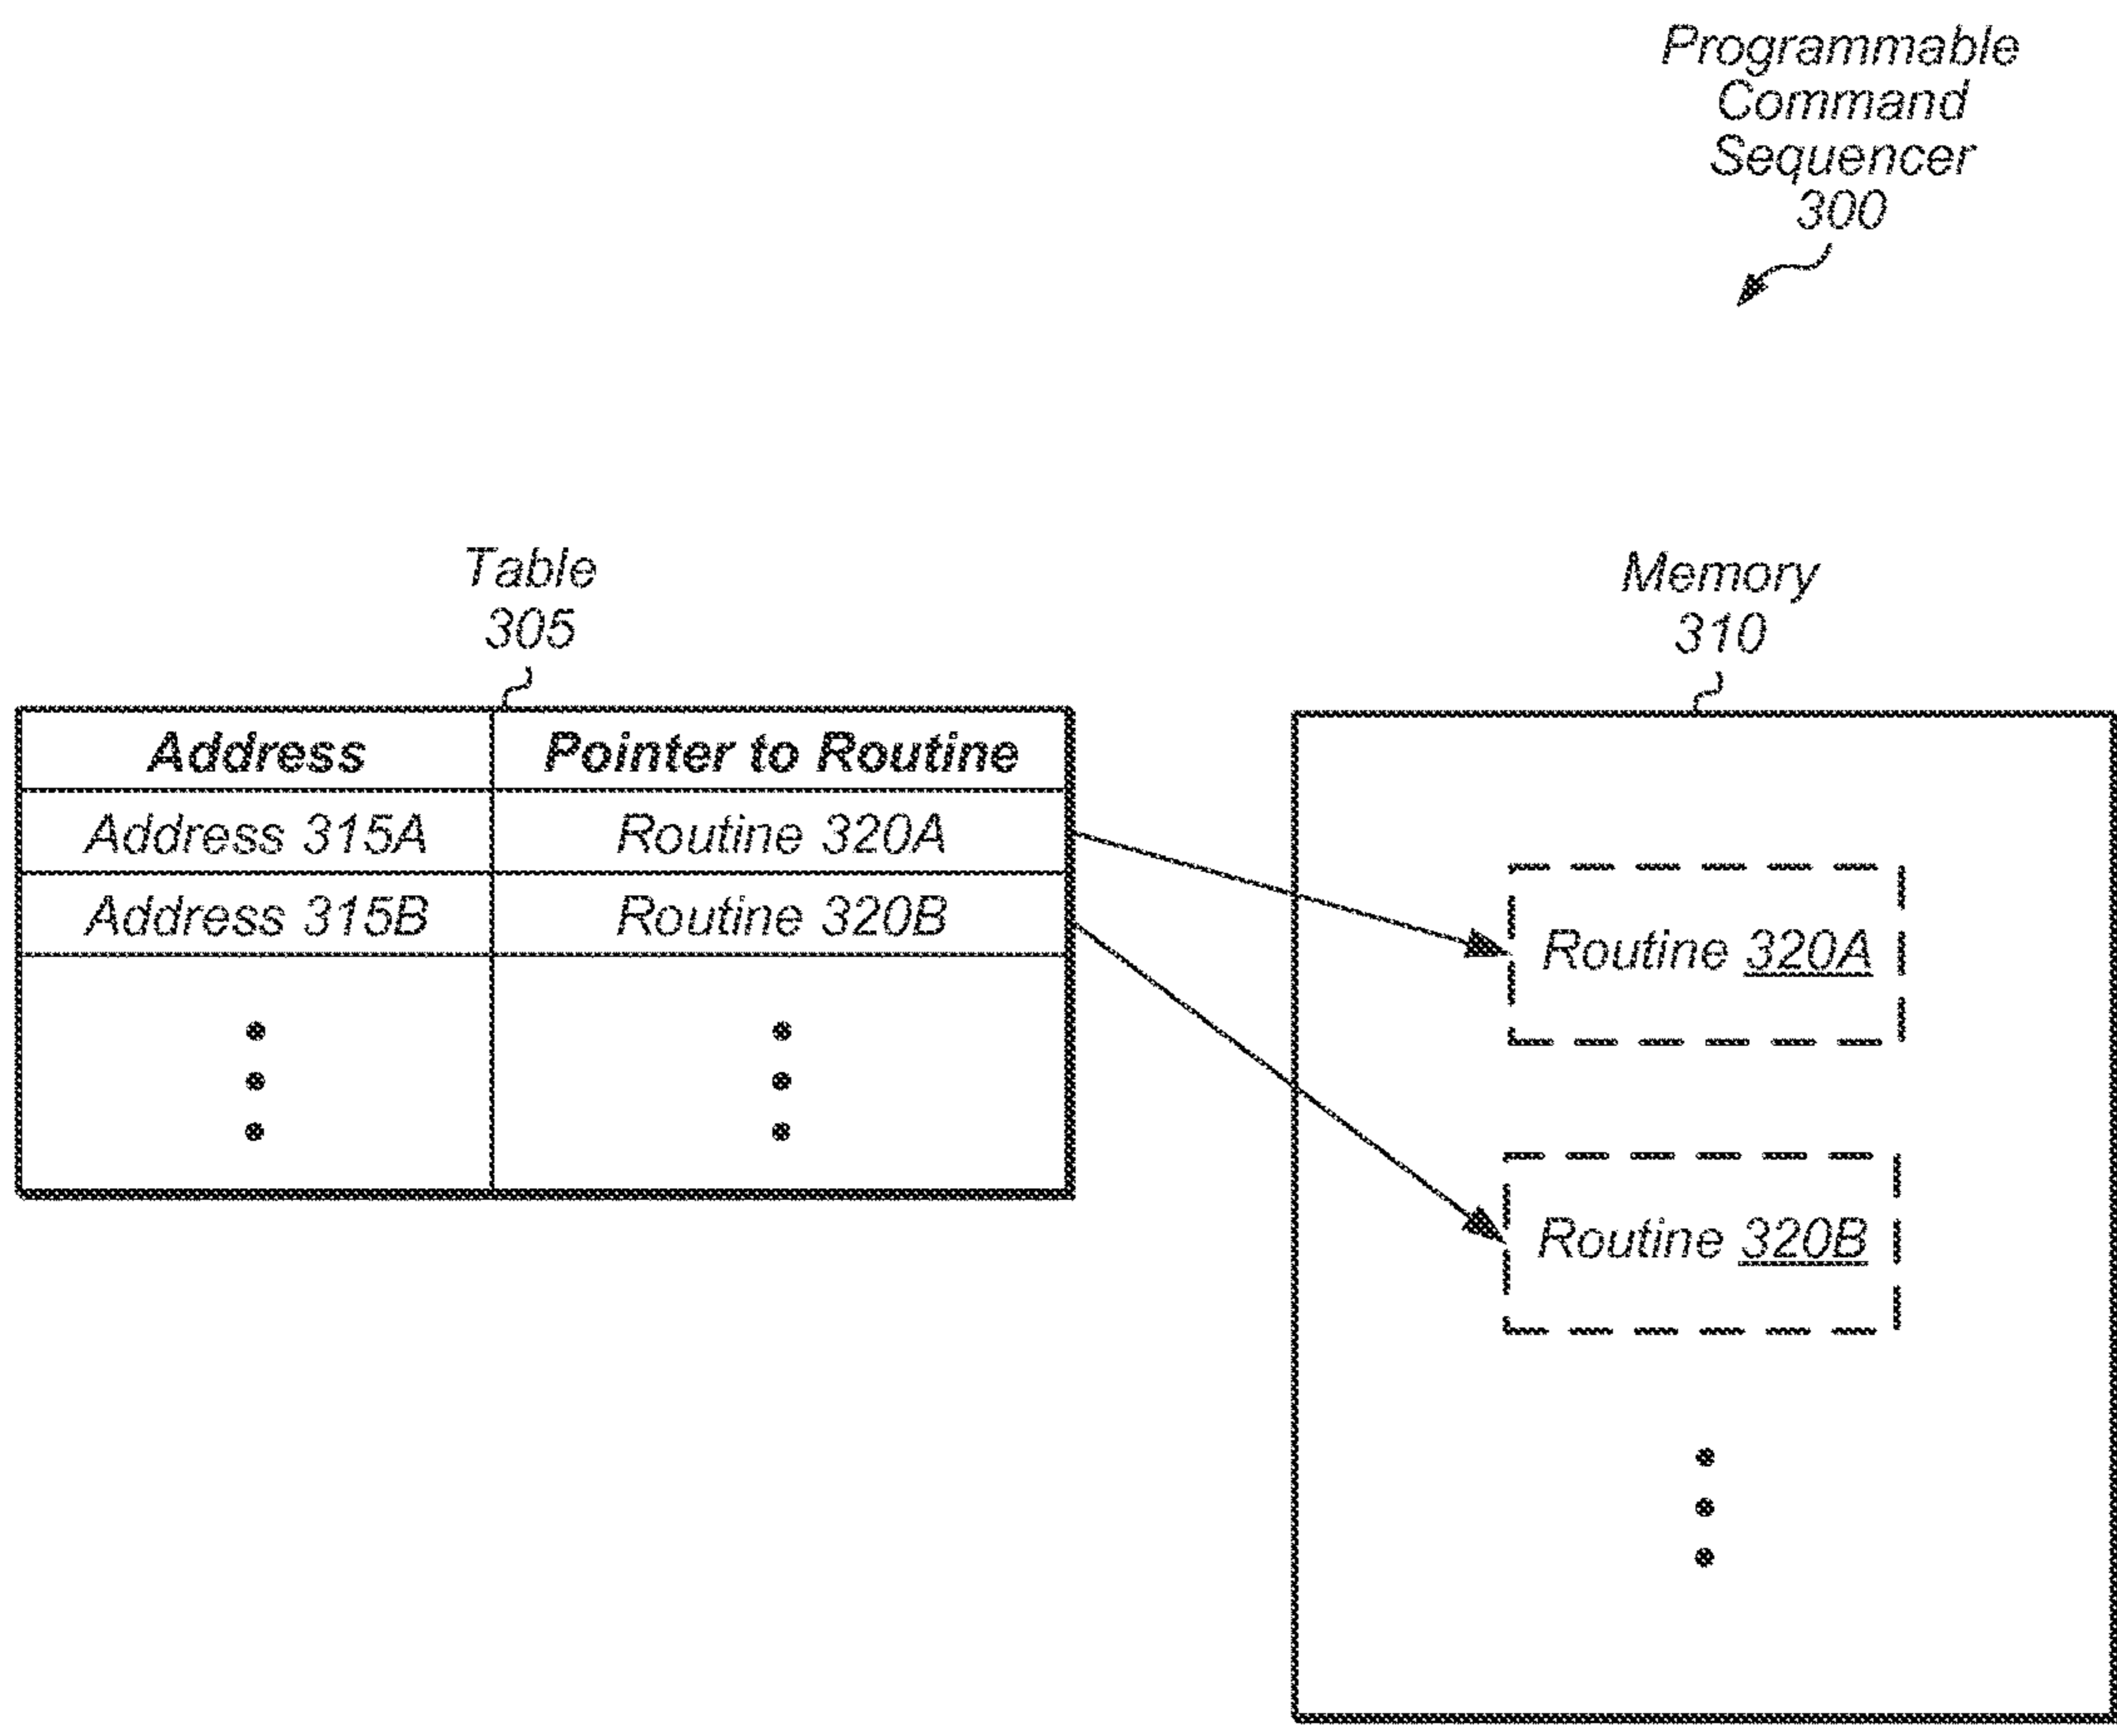 Programmable
Command
Sequencer
300
Table
305
Memory
310
Address Pointer to Routine
Address 315A Routine 320A
Address 315B Routine 320B
Routine 320A
Routine 320B